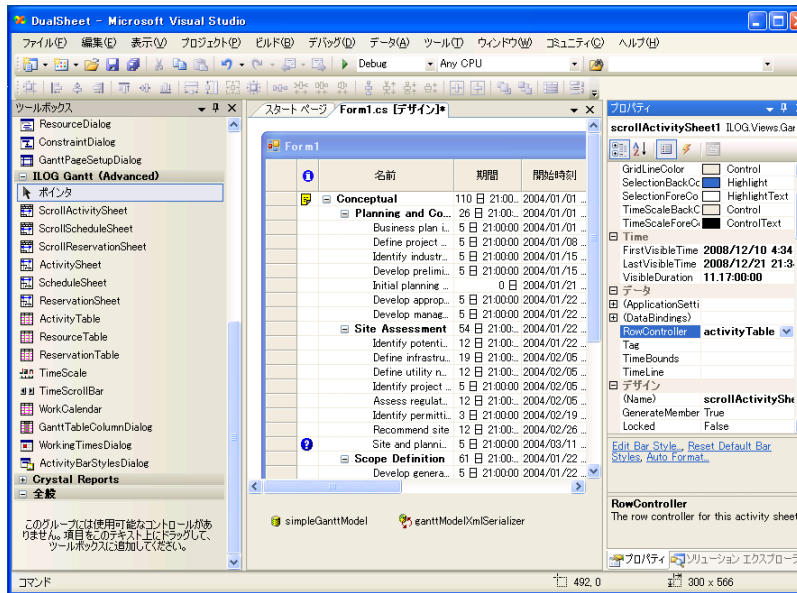 DualSheet - Microsoft Visual Studio
ファイル(F) 編集(E) 表示(V) プロジェクト(P) ビルド(B) デバッグ(D) データ(A) ツール(T) ウィンドウ(W) コミュニティ(C) ヘルプ(H)
Debug Any CPU
ツールボックス
ResourceDialog
ConstraintDialog
GanttPageSetupDialog
ILOG Gantt (Advanced)
ポインタ
ScrollActivitySheet
ScrollScheduleSheet
ScrollReservationSheet
ActivitySheet
ScheduleSheet
ReservationSheet
ActivityTable
ResourceTable
ReservationTable
TimeScale
TimeScrollBar
WorkCalendar
GanttTableColumnDialog
WorkingTimesDialog
ActivityBarStylesDialog
Crystal Reports
全般
このグループには使用可能なコントロールがあ
りません。項目をこのテキスト上にドラッグして、
ツールボックスに追加してください。
スタート ページ Form1.cs [デザイン]*
Form1
名前 期間 開始時刻
Conceptual 110 日 21:00... 2004/01/01 ...
Planning and Co... 26 日 21:00:... 2004/01/01 ...
Business plan i... 5 日 21:00:00 2004/01/01 ...
Define project ... 5 日 21:00:00 2004/01/08 ...
Identify industr... 5 日 21:00:00 2004/01/15 ...
Develop prelimi... 5 日 21:00:00 2004/01/15 ...
Initial planning ... 0 日 2004/01/21 ...
Develop approp... 5 日 21:00:00 2004/01/22 ...
Develop manag... 5 日 21:00:00 2004/01/22 ...
Site Assessment 54 日 21:00:... 2004/01/22 ...
Identify potenti... 12 日 21:00:... 2004/01/22 ...
Define infrastru... 19 日 21:00:... 2004/02/05 ...
Define utility n... 12 日 21:00:... 2004/02/05 ...
Identify project ... 5 日 21:00:00 2004/02/05 ...
Assess regulat... 12 日 21:00:... 2004/02/05 ...
Identify permitti... 3 日 21:00:00 2004/02/19 ...
Recommend site 12 日 21:00:... 2004/02/26 ...
Site and planni... 5 日 21:00:00 2004/03/11 ...
Scope Definition 61 日 21:00:... 2004/01/22 ...
Develop genera... 5 日 21:00:00 2004/01/22 ...
simpleGanttModel ganttModelXmlSerializer
プロパティ
scrollActivitySheet1 ILOG.Views.Gan
GridLineColor Control
SelectionBackCc Highlight
SelectionForeCo HighlightText
TimeScaleBackC Control
TimeScaleForeC ControlText
Time
FirstVisibleTime 2008/12/10 4:34
LastVisibleTime 2008/12/21 21:3
VisibleDuration 11.17:00:00
データ
(ApplicationSetti
(DataBindings)
RowController activityTable
Tag
TimeBounds
TimeLine
デザイン
(Name) scrollActivityShe
GenerateMember True
Locked False
Edit Bar Style..., Reset Default Bar
Styles, Auto Format...
RowController
The row controller for this activity sheet
プロパティ ソリューション エクスプローラ
コマンド 492, 0 300 x 566